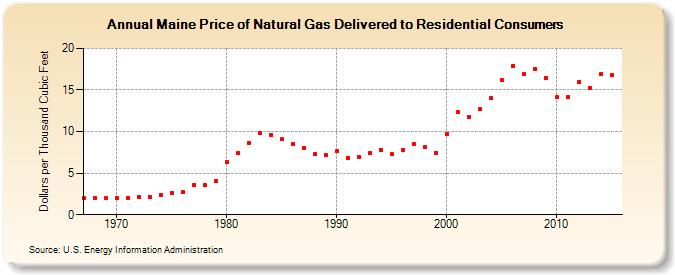 Annual Maine Price of Natural Gas Delivered to Residential Consumers
Dollars per Thousand Cubic Feet
20
15
10
5
0
1970 1980 1990 2000 2010
Source: U.S. Energy Information Administration